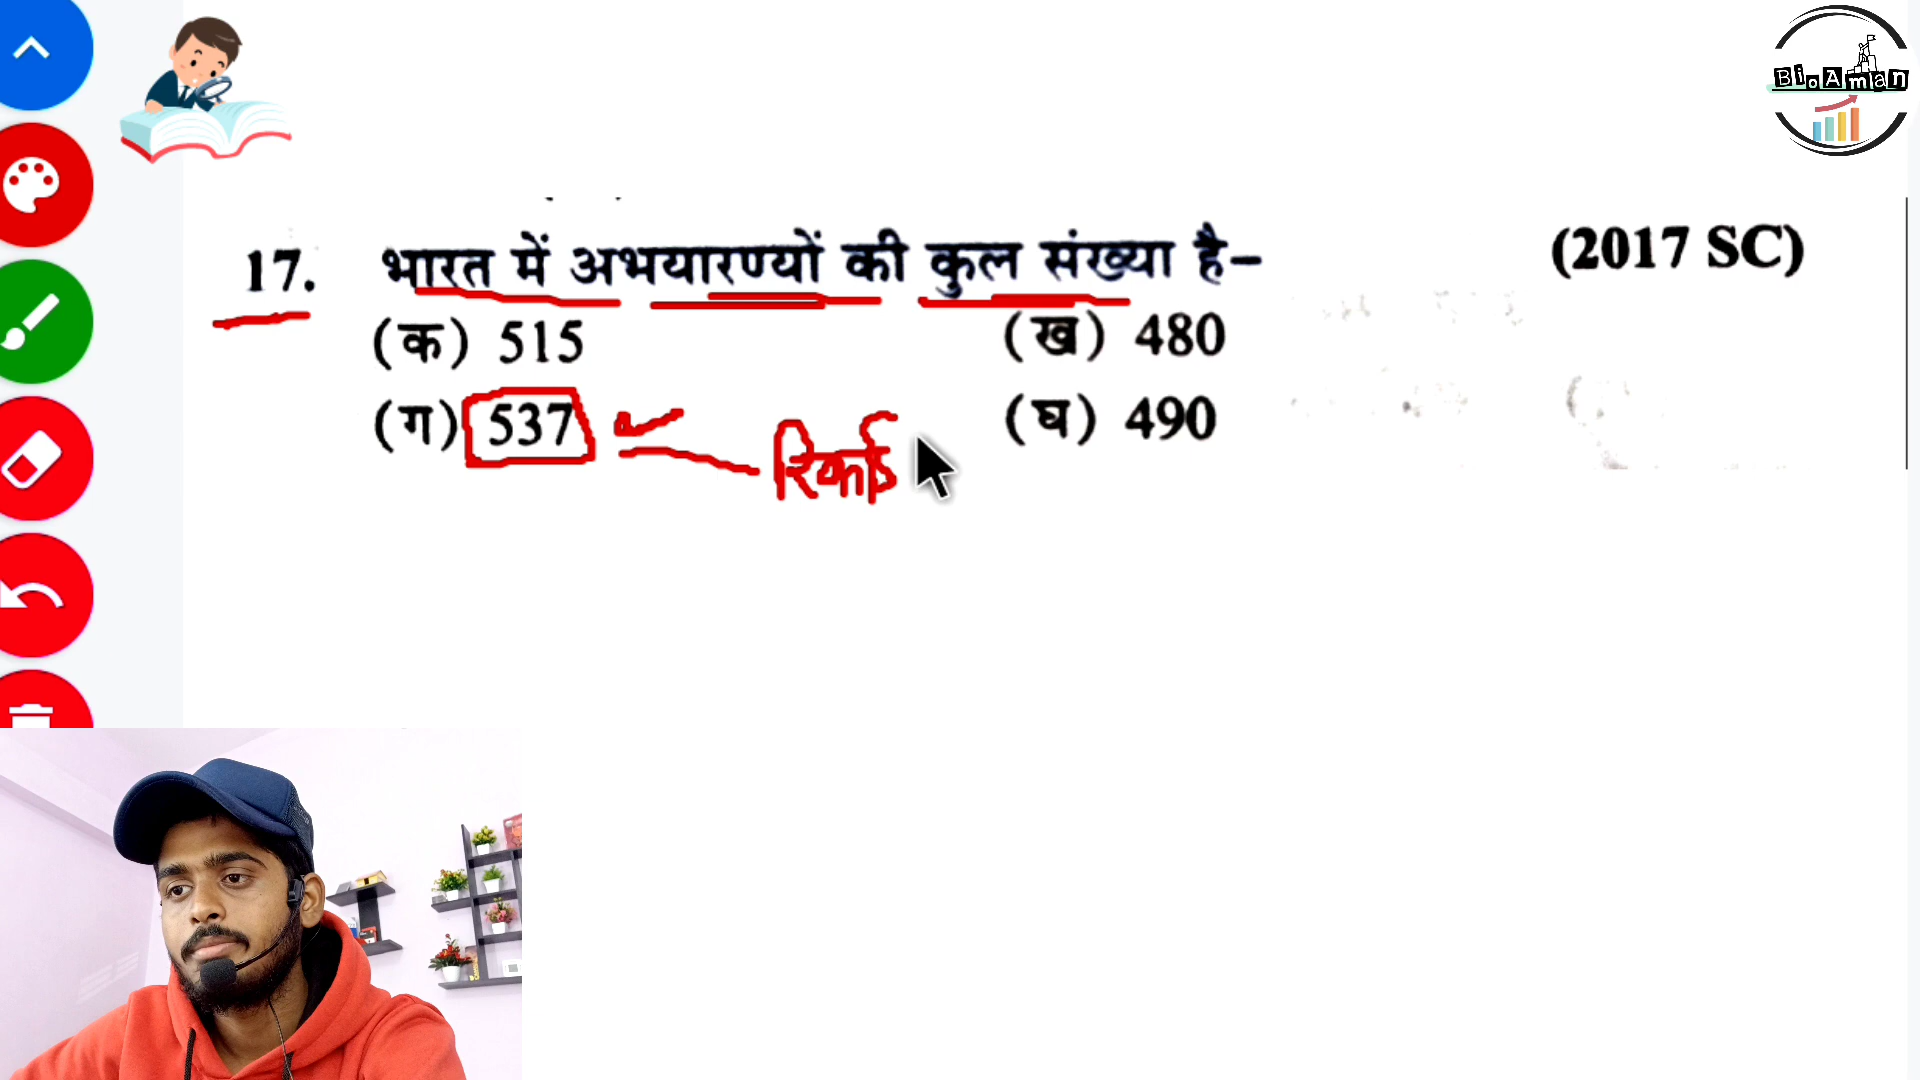 BioAman
17. भारत में अभयारण्यों की कुल संख्या है– (2017 SC)
(क) 515 (ख) 480
(ग) 537 (घ) 490
रिकार्ड